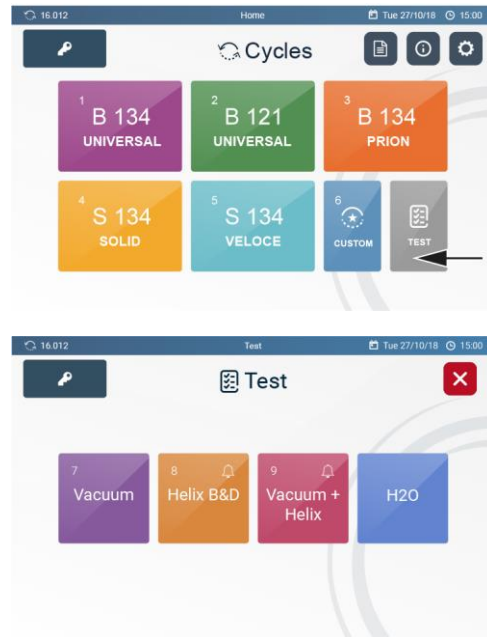 16.012 Home Tue 27/10/18 15:00
Cycles
1 2 3
B 134 B 121 B 134
UNIVERSAL UNIVERSAL PRION
4 5 6
S 134 S 134
SOLID VELOCE CUSTOM TEST
16.012 Test Tue 27/10/18 15:00
Test
7 8 9
Vacuum Helix B&D Vacuum + H2O
Helix